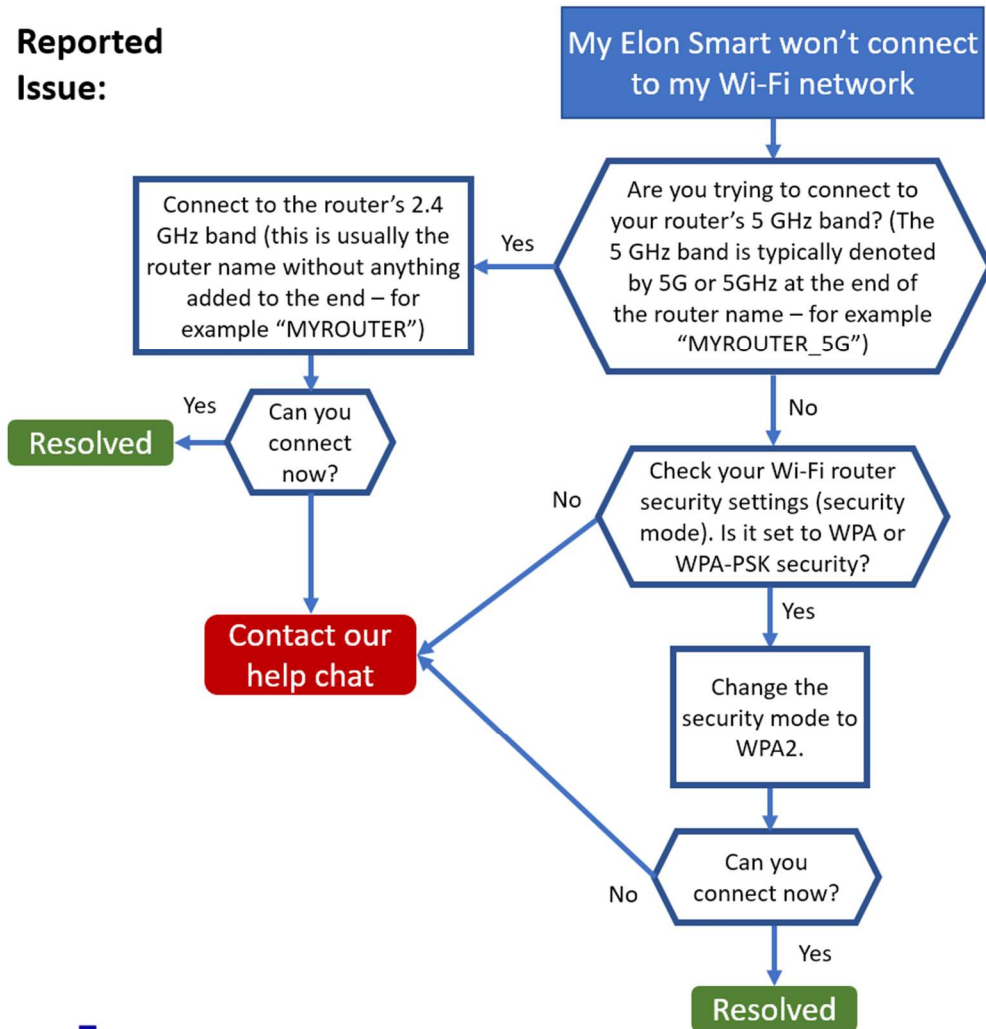 Reported
Issue:
My Elon Smart won’t connect
to my Wi-Fi network
Are you trying to connect to
your router’s 5 GHz band? (The
5 GHz band is typically denoted
by 5G or 5GHz at the end of
the router name – for example
“MYROUTER_5G”)
Yes
Connect to the router’s 2.4
GHz band (this is usually the
router name without anything
added to the end – for
example “MYROUTER”)
Can you
connect
now?
Yes
Resolved
No
Check your Wi-Fi router
security settings (security
mode). Is it set to WPA or
WPA-PSK security?
No
Contact our
help chat
Yes
Change the
security mode to
WPA2.
Can you
connect now?
No
Yes
Resolved